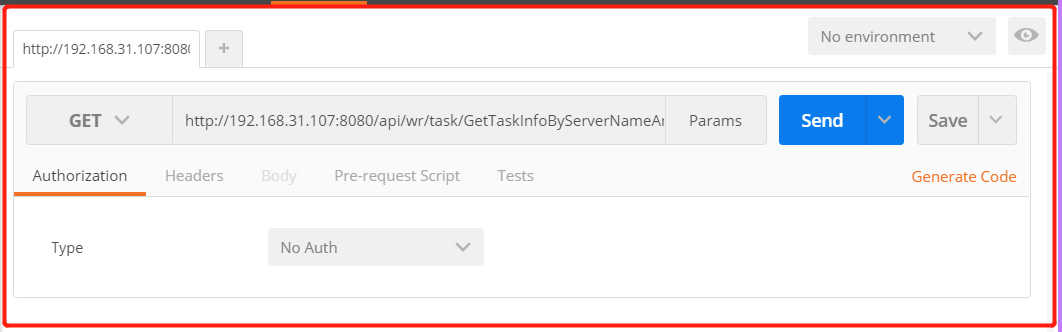 http://192.168.31.107:8080
No environment
GET
http://192.168.31.107:8080/api/wr/task/GetTaskInfoByServerNameAn
Params
Send
Save
Authorization
Headers
Body
Pre-request Script
Tests
Generate Code
Type
No Auth